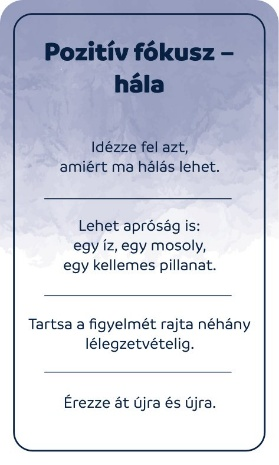 Pozitív fókusz –
hála
Idézze fel azt,
amiért ma hálás lehet.
Lehet apróság is:
egy íz, egy mosoly,
egy kellemes pillanat.
Tartsa a figyelmét rajta néhány
lélegzetvételig.
Érezze át újra és újra.